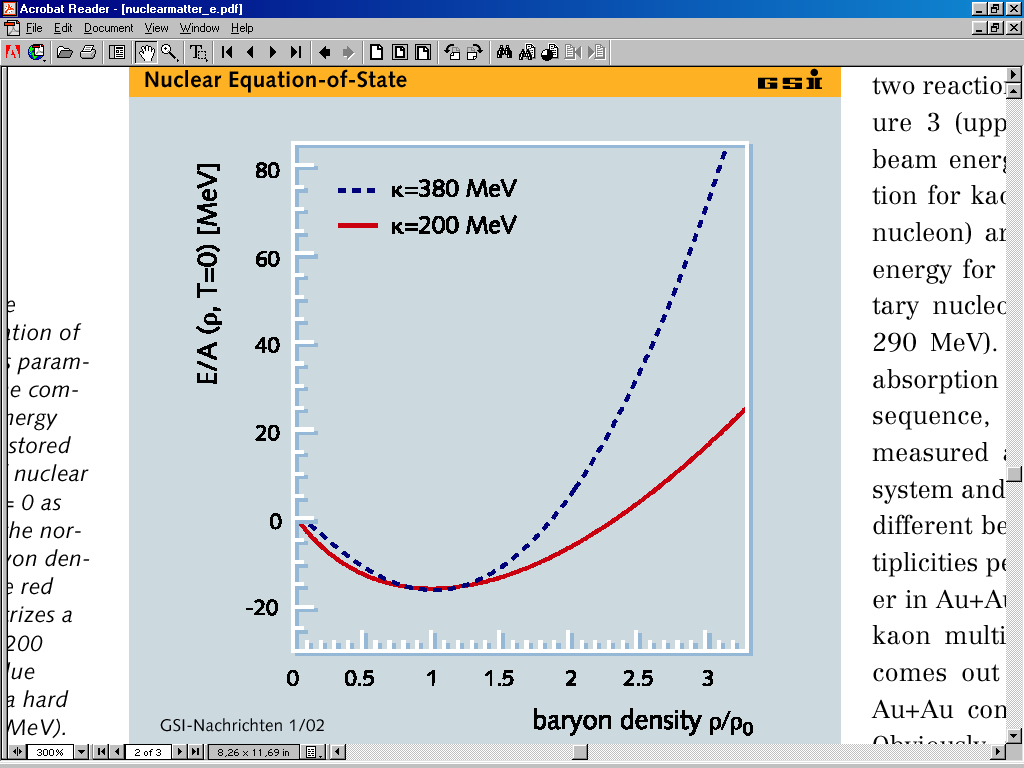 Acrobat Reader - [nuclearmatter_e.pdf]
File Edit Document View Window Help
Nuclear Equation-of-State
GSI
E/A (ρ, T=0) [MeV]
80
60
40
20
0
-20
κ=380 MeV
κ=200 MeV
0 0.5 1 1.5 2 2.5 3
baryon density ρ/ρ0
GSI-Nachrichten 1/02
e
ation of
s param-
e com-
nergy
stored
nuclear
= 0 as
he nor-
yon den-
e red
rizes a
200
lue
a hard
MeV).
two reactio
ure 3 (upp
beam energ
tion for kao
nucleon) ar
energy for
tary nucleo
290 MeV).
absorption
sequence,
measured a
system and
different be
tiplicities pe
er in Au+Au
kaon multi
comes out
Au+Au con
Obviously
300%
2 of 3
8,26 x 11,69 in